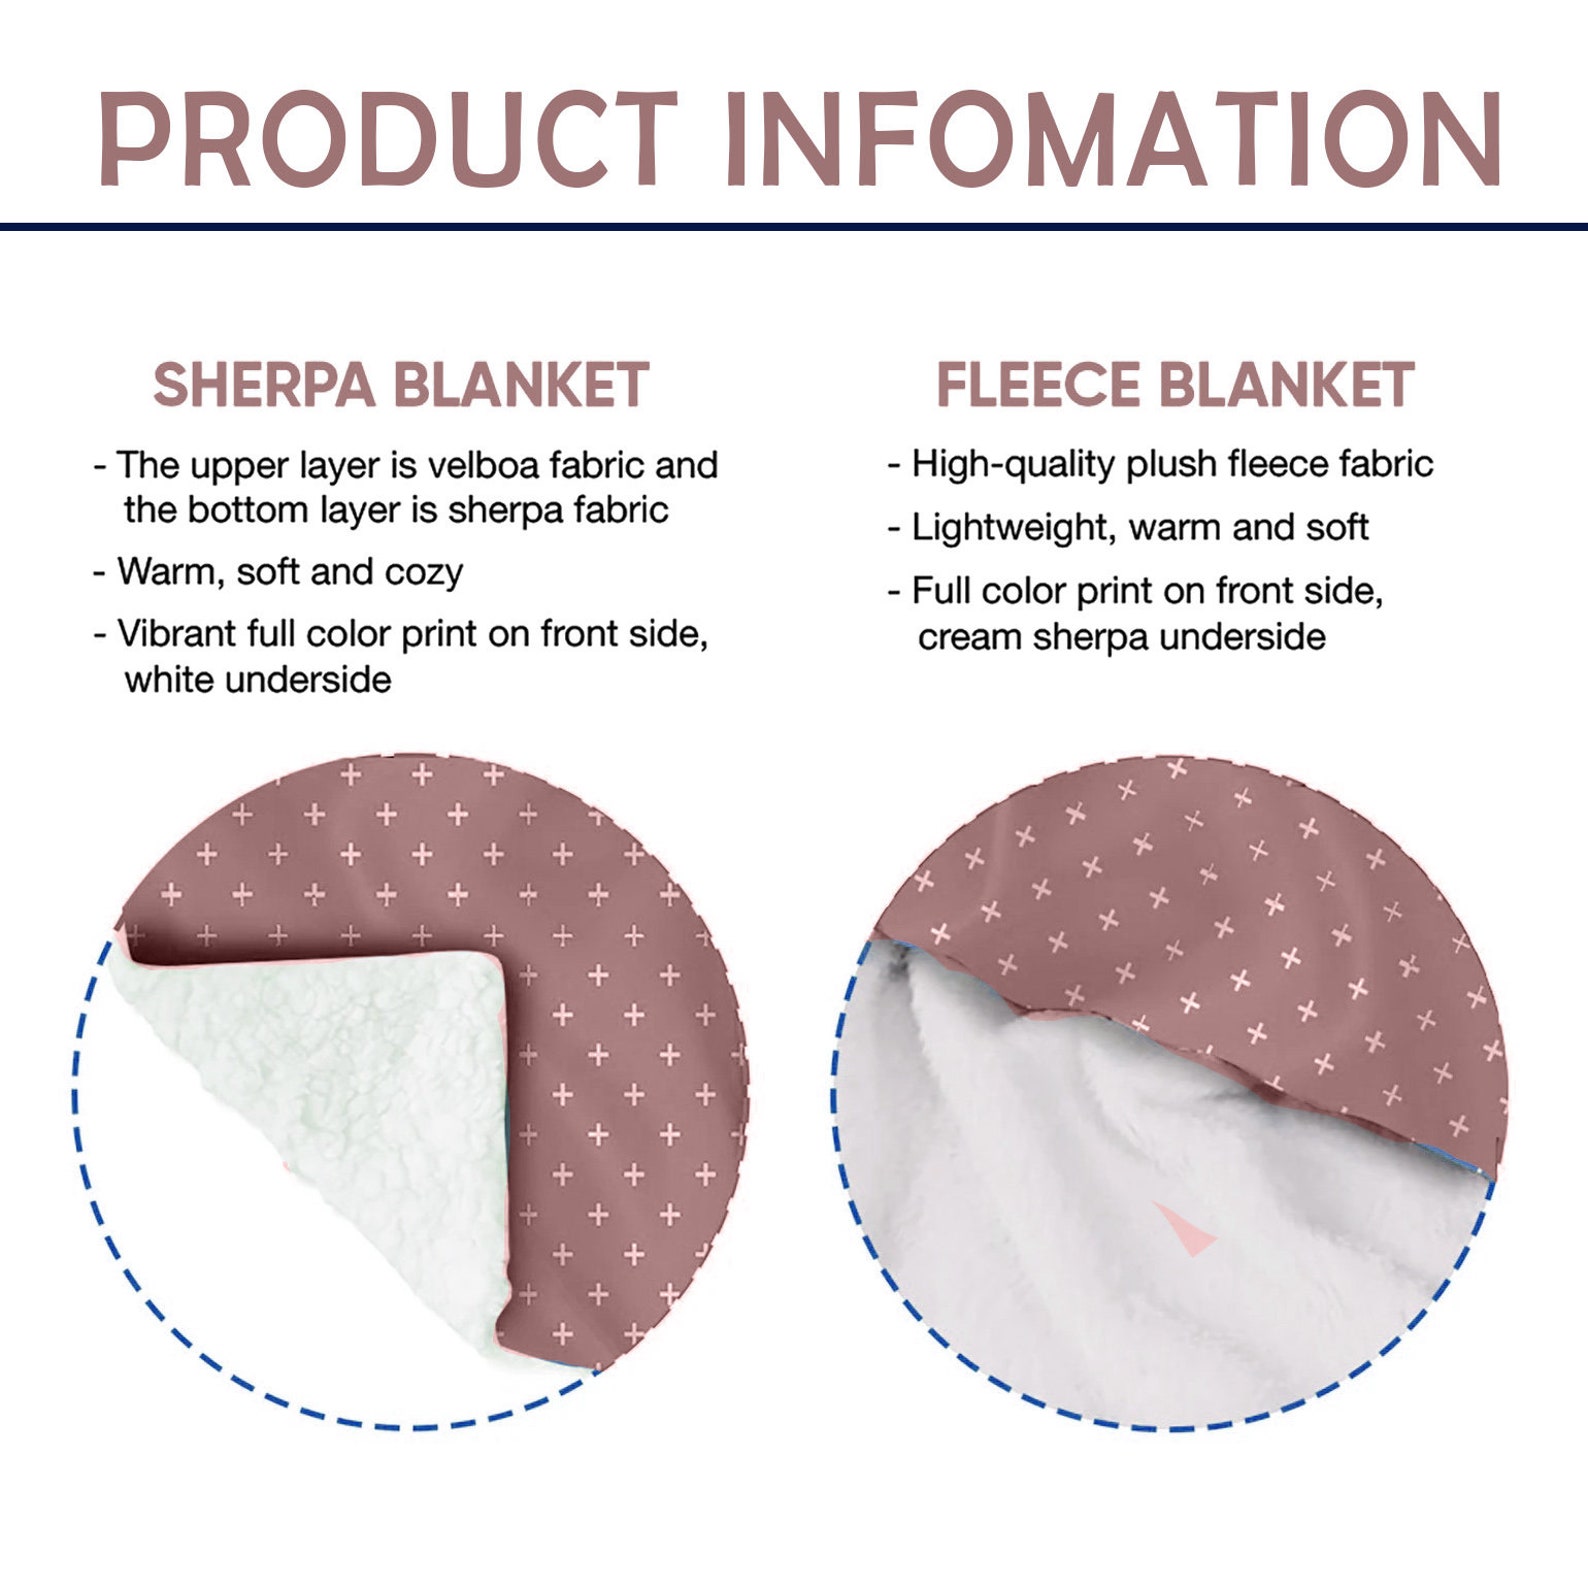 PRODUCT INFOMATION
SHERPA BLANKET
- The upper layer is velboa fabric and
the bottom layer is sherpa fabric
- Warm, soft and cozy
- Vibrant full color print on front side,
white underside
FLEECE BLANKET
- High-quality plush fleece fabric
- Lightweight, warm and soft
- Full color print on front side,
cream sherpa underside